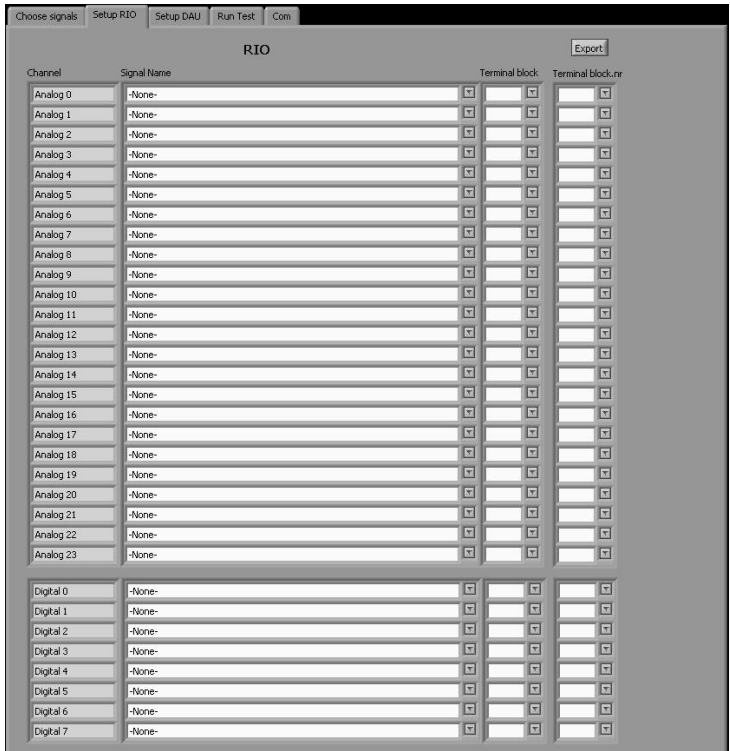 Choose signals Setup RIO Setup DAU Run Test Com
RIO Export
Channel Signal Name Terminal block Terminal block.nr
Analog 0 -None-
Analog 1 -None-
Analog 2 -None-
Analog 3 -None-
Analog 4 -None-
Analog 5 -None-
Analog 6 -None-
Analog 7 -None-
Analog 8 -None-
Analog 9 -None-
Analog 10 -None-
Analog 11 -None-
Analog 12 -None-
Analog 13 -None-
Analog 14 -None-
Analog 15 -None-
Analog 16 -None-
Analog 17 -None-
Analog 18 -None-
Analog 19 -None-
Analog 20 -None-
Analog 21 -None-
Analog 22 -None-
Analog 23 -None-
Digital 0 -None-
Digital 1 -None-
Digital 2 -None-
Digital 3 -None-
Digital 4 -None-
Digital 5 -None-
Digital 6 -None-
Digital 7 -None-